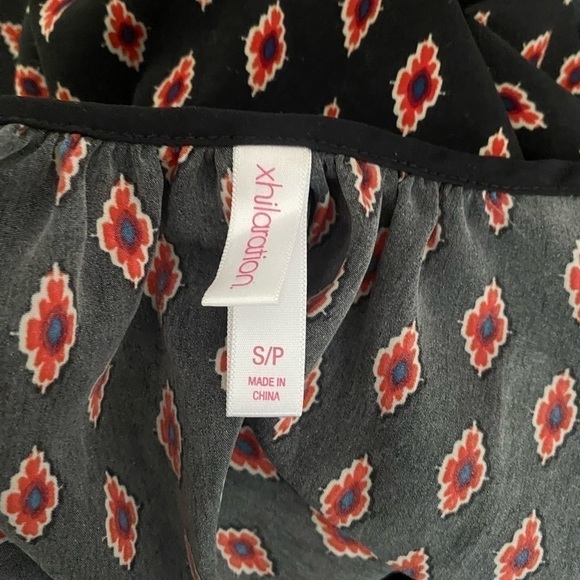 xhilaration.
S/P
MADE IN
CHINA